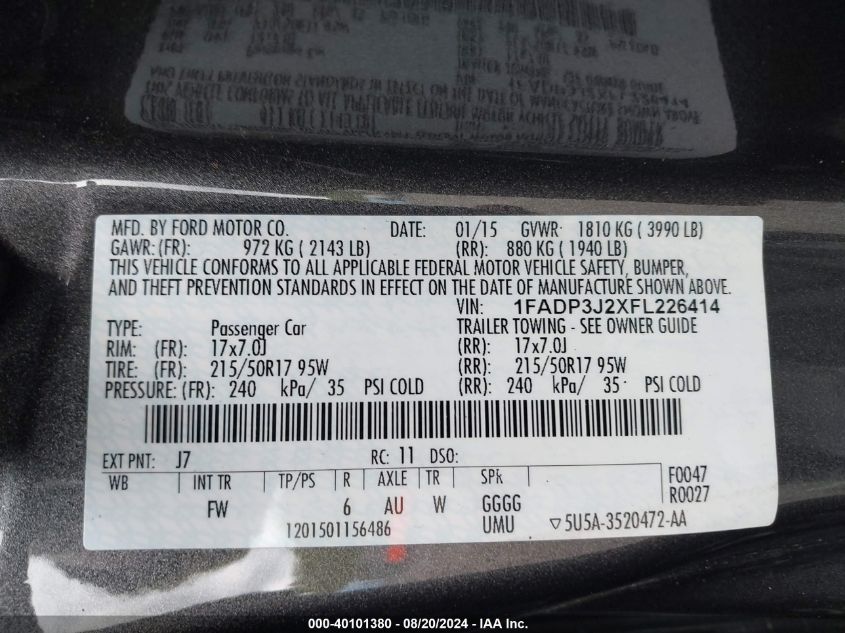 MFD. BY FORD MOTOR CO. DATE: 01/15 GVWR: 1810 KG ( 3990 LB)
GAWR: (FR): 972 KG ( 2143 LB) (RR): 880 KG ( 1940 LB)
THIS VEHICLE CONFORMS TO ALL APPLICABLE FEDERAL MOTOR VEHICLE SAFETY, BUMPER,
AND THEFT PREVENTION STANDARDS IN EFFECT ON THE DATE OF MANUFACTURE SHOWN ABOVE.
VIN: 1FADP3J2XFL226414
TYPE: Passenger Car TRAILER TOWING - SEE OWNER GUIDE
RIM: (FR): 17x7.0J (RR): 17x7.0J
TIRE: (FR): 215/50R17 95W (RR): 215/50R17 95W
PRESSURE: (FR): 240 kPa/ 35 PSI COLD (RR): 240 kPa/ 35 PSI COLD
EXT PNT: J7 RC: 11 DSO:
WB INT TR TP/PS R AXLE TR SPR F0047
R0027
FW 6 AU W GGGG
1201501156486 UMU ▽5U5A-3520472-AA
000-40101380 - 08/20/2024 - IAA Inc.